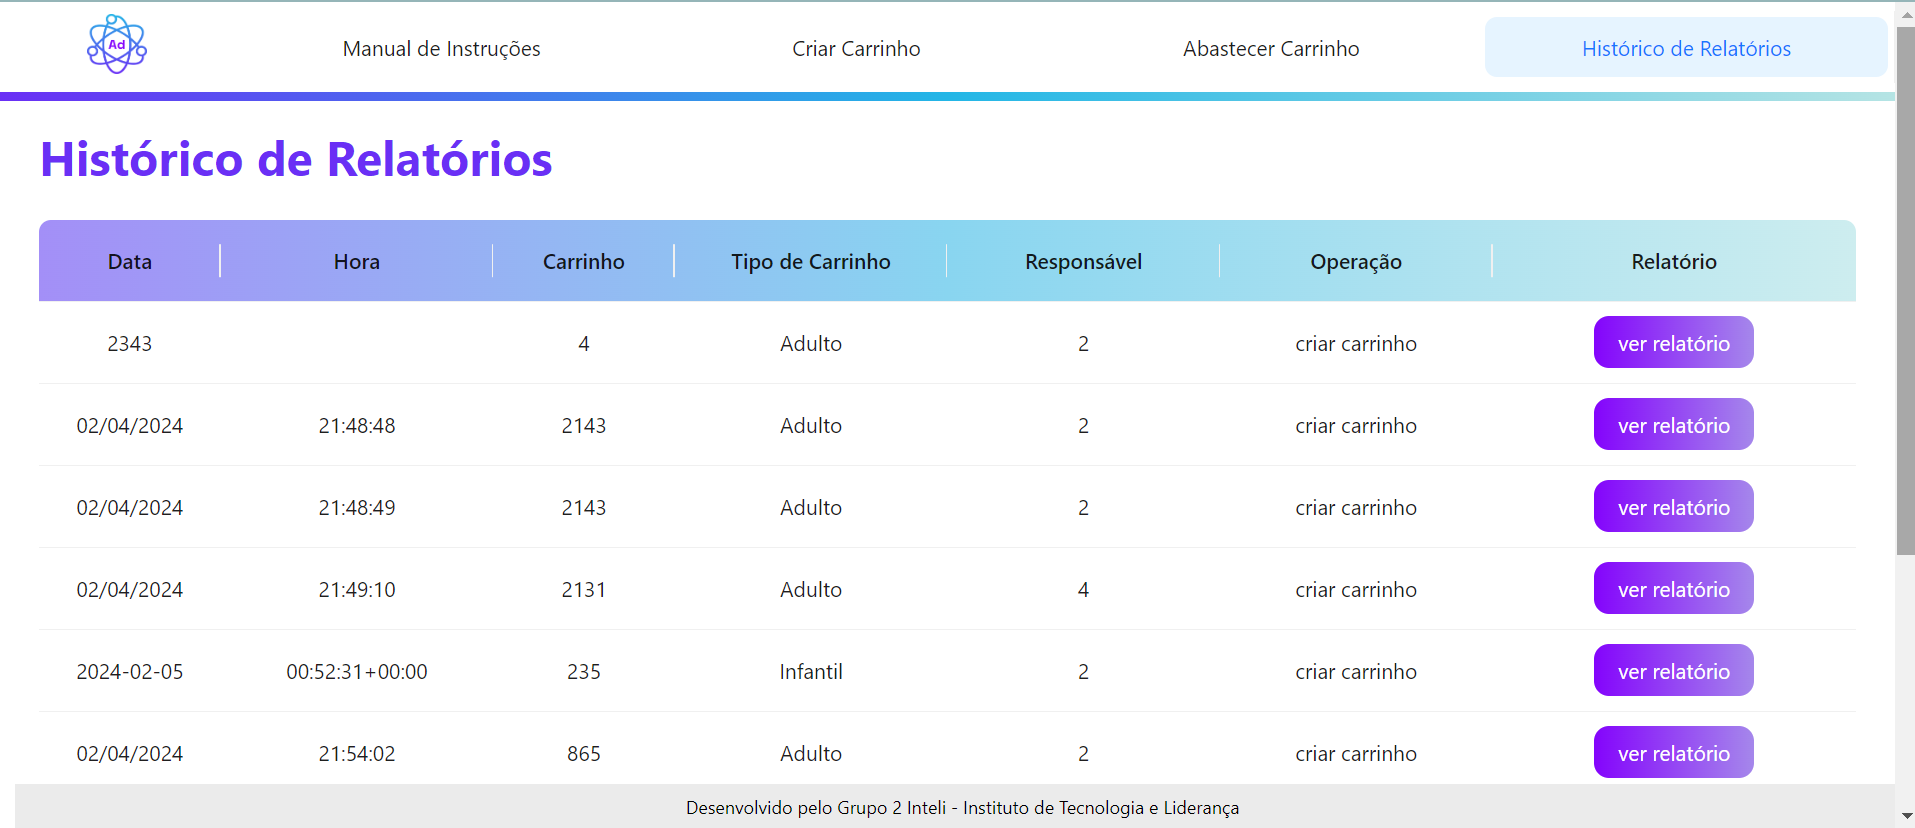 Ad
Manual de Instruções Criar Carrinho Abastecer Carrinho Histórico de Relatórios
Histórico de Relatórios
Data Hora Carrinho Tipo de Carrinho Responsável Operação Relatório
2343 4 Adulto 2 criar carrinho ver relatório
02/04/2024 21:48:48 2143 Adulto 2 criar carrinho ver relatório
02/04/2024 21:48:49 2143 Adulto 2 criar carrinho ver relatório
02/04/2024 21:49:10 2131 Adulto 4 criar carrinho ver relatório
2024-02-05 00:52:31+00:00 235 Infantil 2 criar carrinho ver relatório
02/04/2024 21:54:02 865 Adulto 2 criar carrinho ver relatório
Desenvolvido pelo Grupo 2 Inteli - Instituto de Tecnologia e Liderança